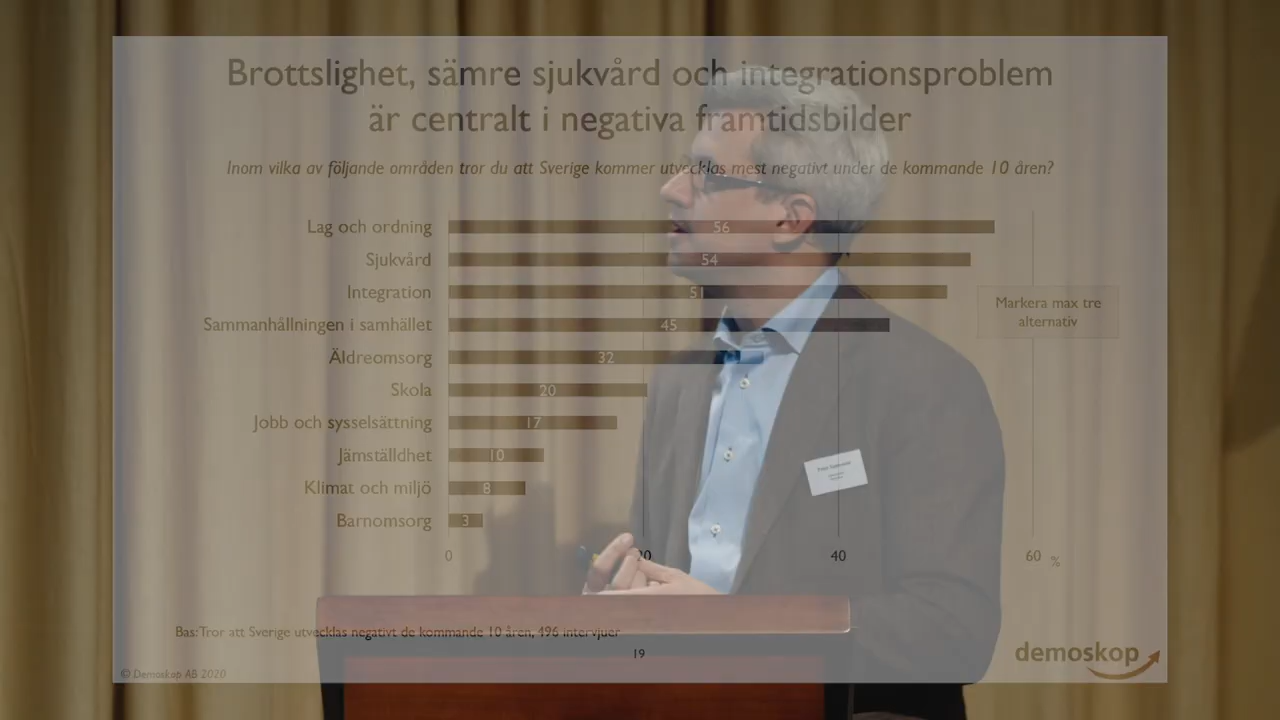 Brottslighet, sämre sjukvård och integrationsproblem
är centralt i negativa framtidsbilder
Inom vilka av följande områden tror du att Sverige kommer utvecklas mest negativt under de kommande 10 åren?
Lag och ordning 56
Sjukvård 54
Integration 51
Sammanhållningen i samhället 45
Äldreomsorg 32
Skola 20
Jobb och sysselsättning 17
Jämställdhet 10
Klimat och miljö 8
Barnomsorg 3
Markera max tre
alternativ
0 20 40 60 %
Bas: Tror att Sverige utvecklas negativt de kommande 10 åren, 496 intervjuer
19
demoskop
© Demoskop AB 2020